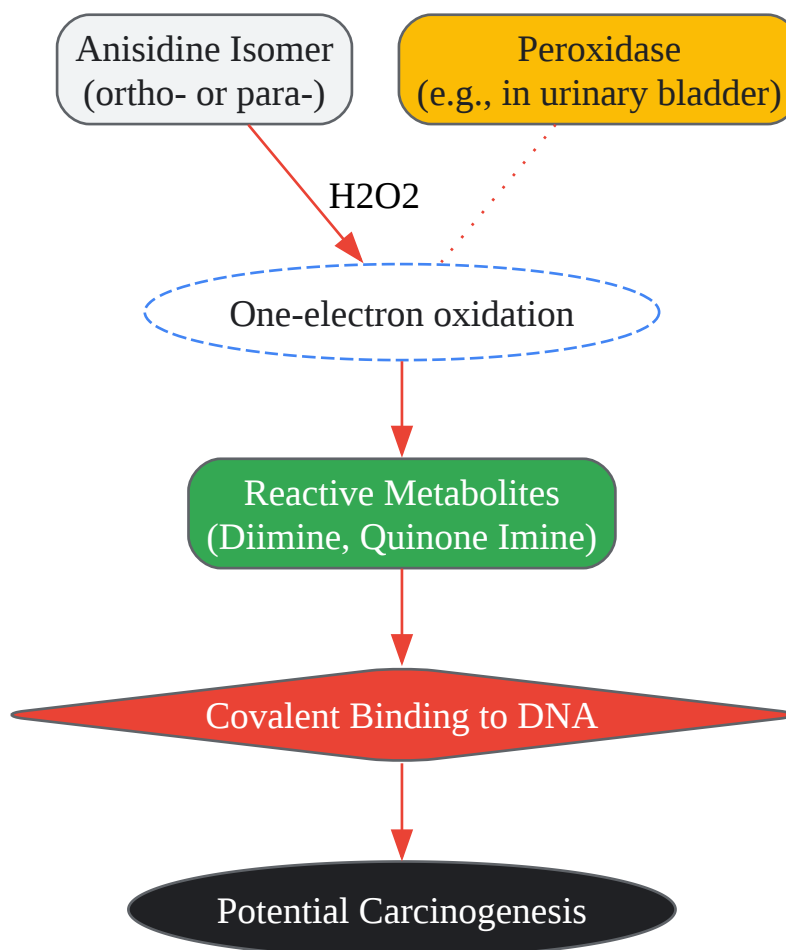 Anisidine Isomer
(ortho- or para-)
Peroxidase
(e.g., in urinary bladder)
H2O2
One-electron oxidation
Reactive Metabolites
(Diimine, Quinone Imine)
Covalent Binding to DNA
Potential Carcinogenesis